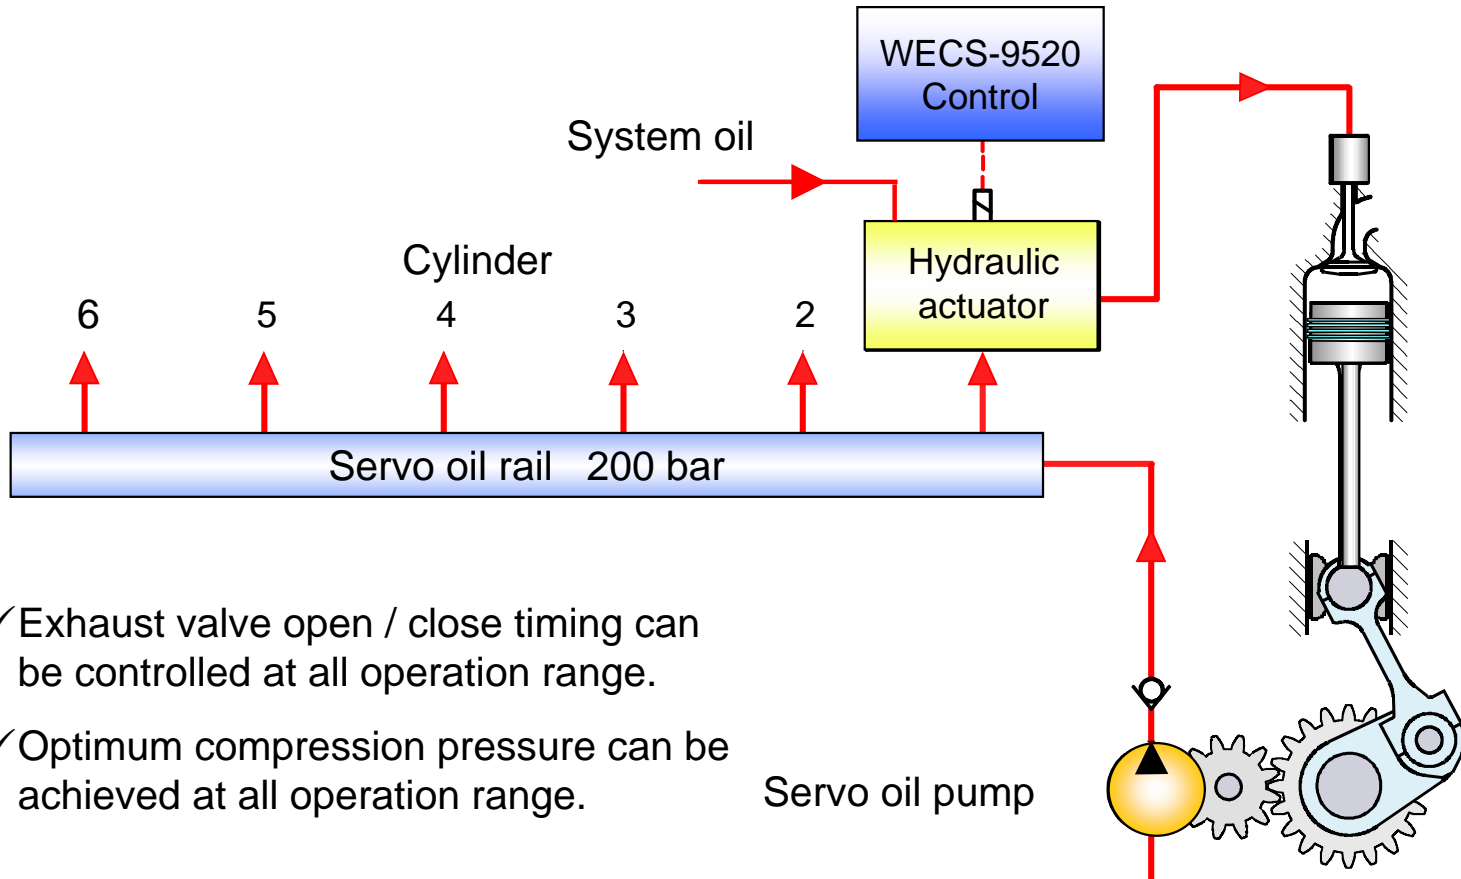 WECS-9520
Control
System oil
Cylinder
Hydraulic
actuator
6 5 4 3 2
Servo oil rail 200 bar
✓Exhaust valve open / close timing can
be controlled at all operation range.
✓Optimum compression pressure can be
achieved at all operation range.
Servo oil pump